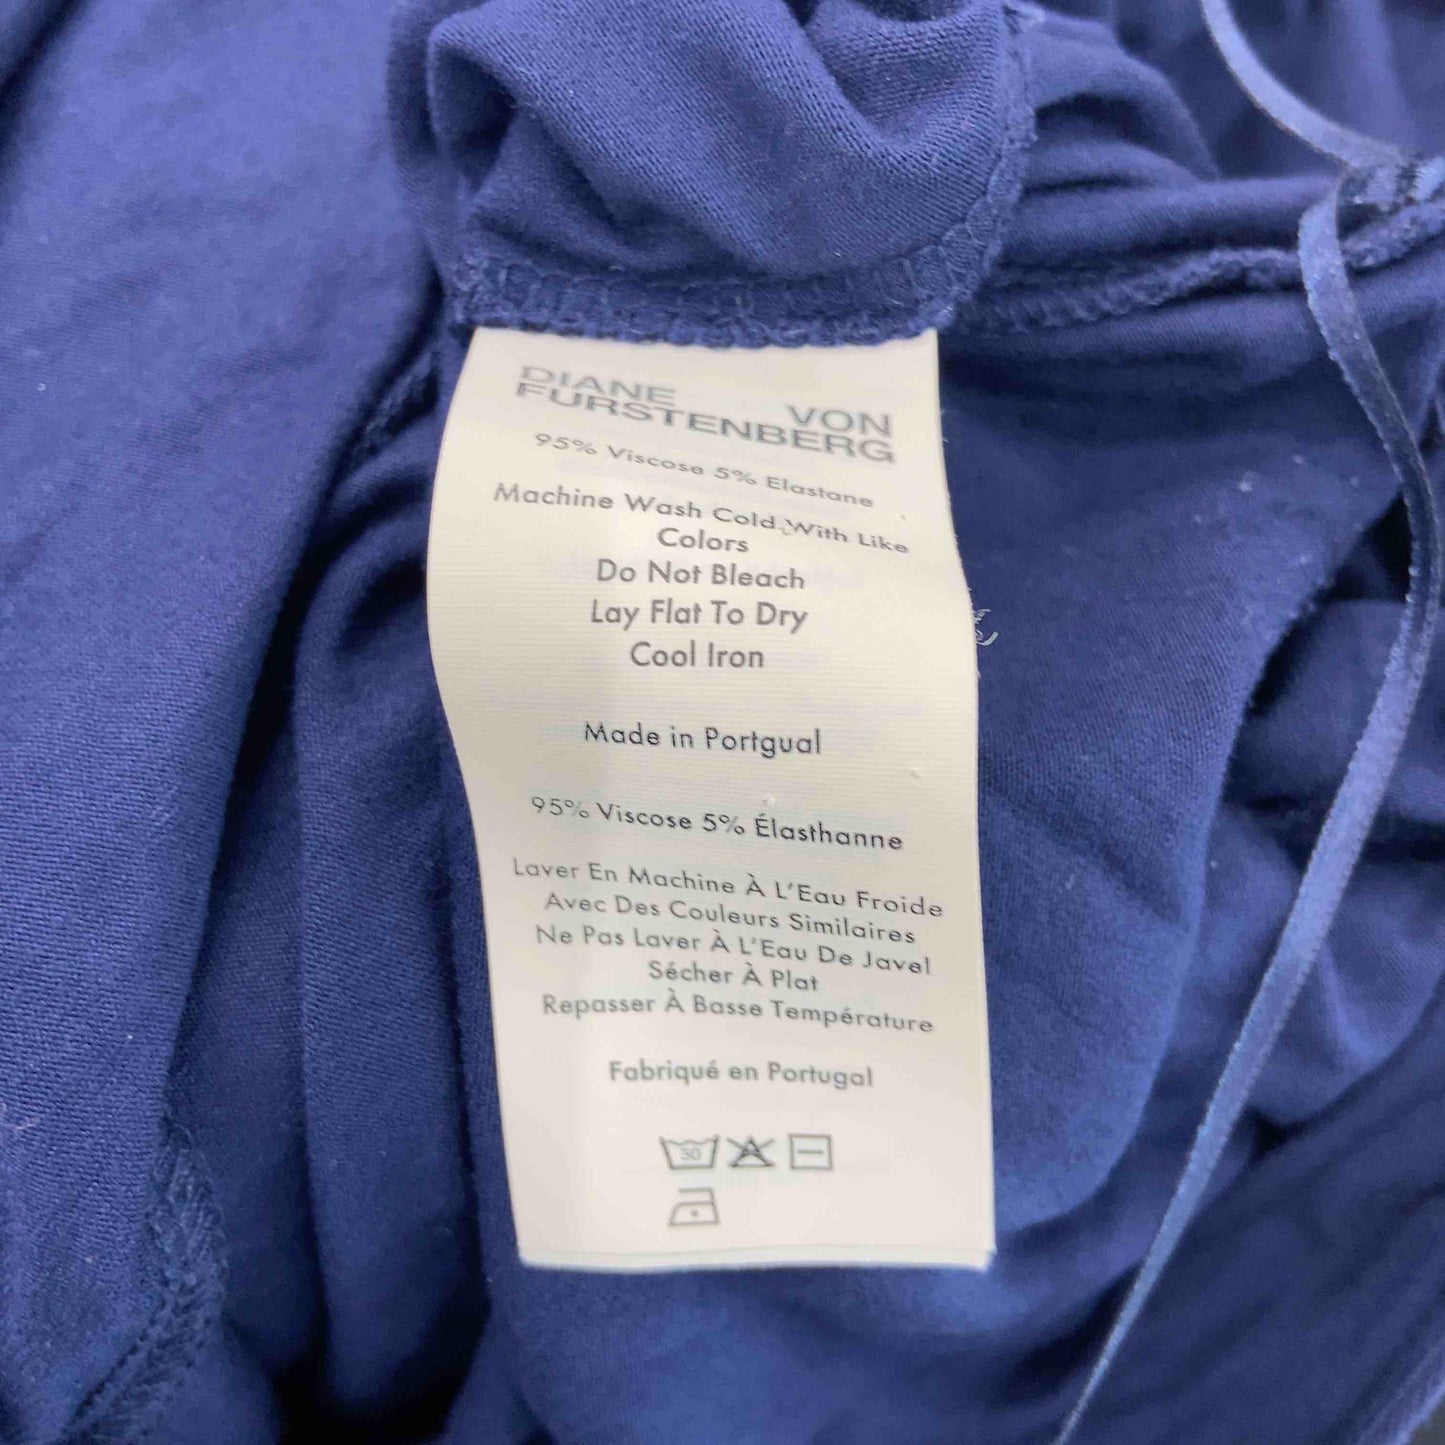 DIANE VON
FURSTENBERG
95% Viscose 5% Elastane
Machine Wash Cold With Like
Colors
Do Not Bleach
Lay Flat To Dry
Cool Iron
Made in Portgual
95% Viscose 5% Élasthanne
Laver En Machine À L'Eau Froide
Avec Des Couleurs Similaires
Ne Pas Laver À L'Eau De Javel
Sécher À Plat
Repasser À Basse Température
Fabriqué en Portugal
30